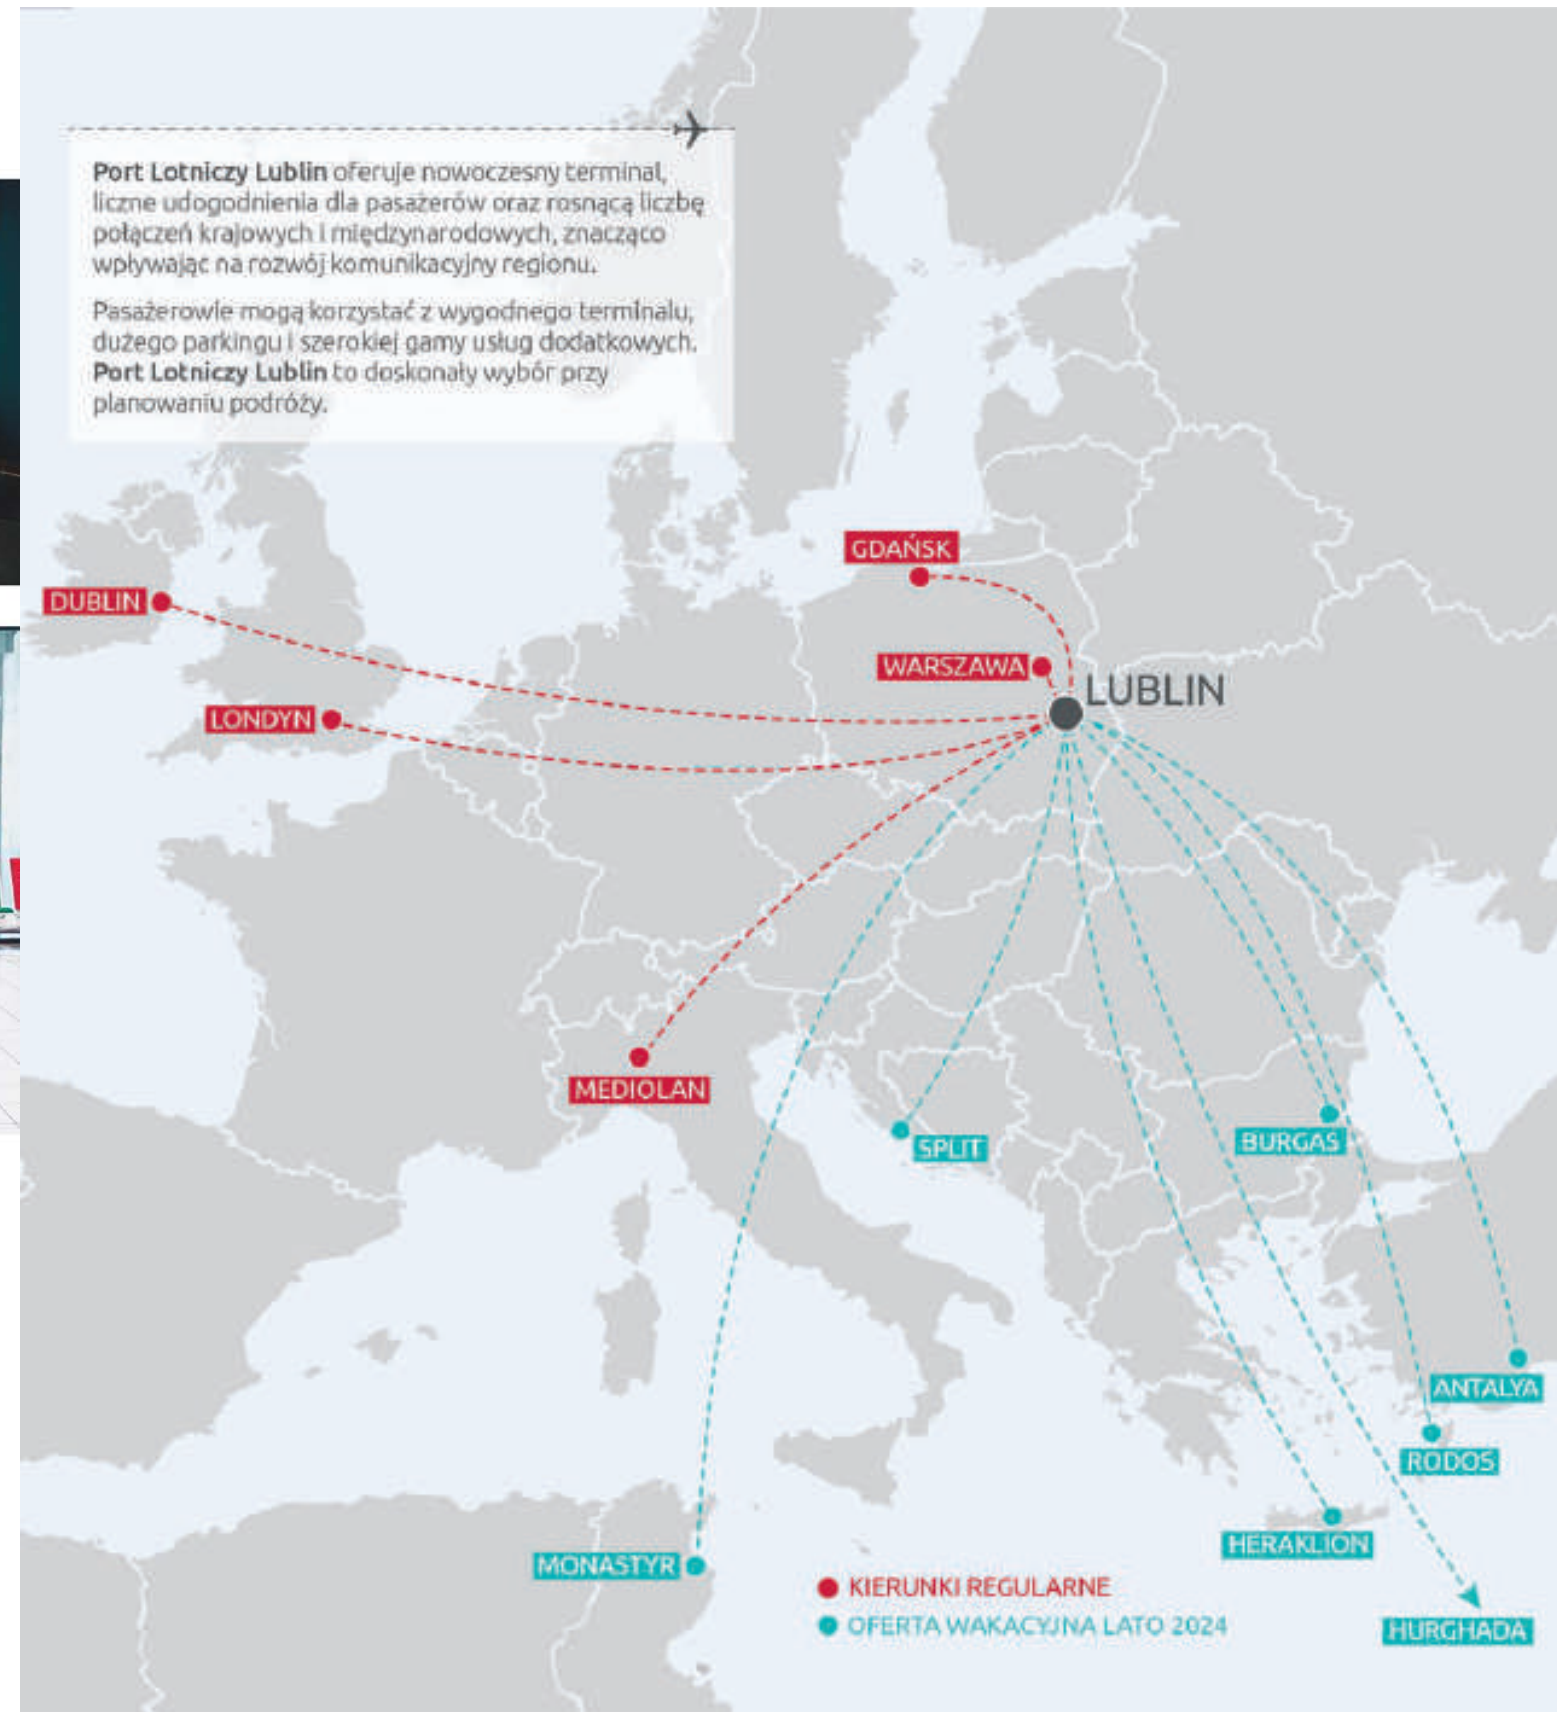 Port Lotniczy Lublin oferuje nowoczesny terminal,
liczne udogodnienia dla pasażerów oraz rosnącą liczbę
połączeń krajowych i międzynarodowych, znacząco
wpływając na rozwój komunikacyjny regionu.
Pasażerowie mogą korzystać z wygodnego terminalu,
dużego parkingu i szerokiej gamy usług dodatkowych.
Port Lotniczy Lublin to doskonały wybór przy
planowaniu podróży.
GDAŃSK
DUBLIN
WARSZAWA
LUBLIN
LONDYN
MEDIOLAN
SPLIT
BURGAS
ANTALYA
RODOS
HERAKLION
MONASTYR
KIERUNKI REGULARNE
OFERTA WAKACYJNA LATO 2024
HURGHADA